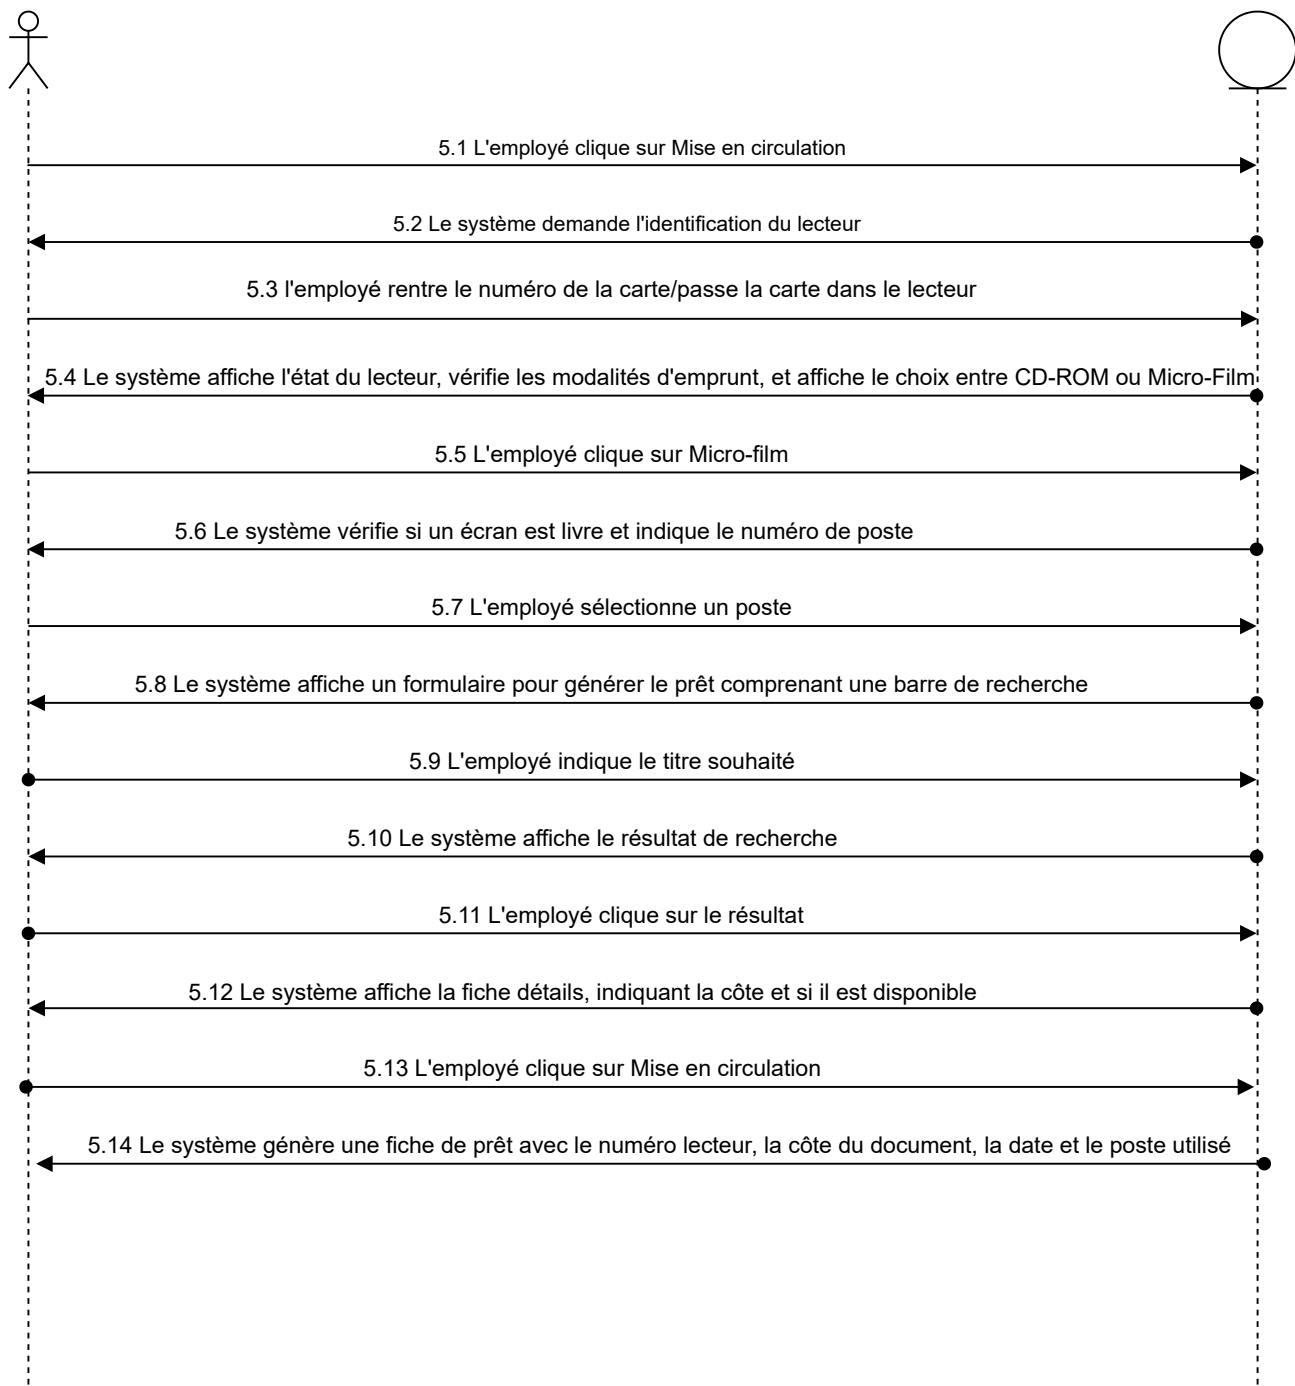 5.1 L'employé clique sur Mise en circulation
5.2 Le système demande l'identification du lecteur
5.3 l'employé rentre le numéro de la carte/passe la carte dans le lecteur
5.4 Le système affiche l'état du lecteur, vérifie les modalités d'emprunt, et affiche le choix entre CD-ROM ou Micro-Film
5.5 L'employé clique sur Micro-film
5.6 Le système vérifie si un écran est livre et indique le numéro de poste
5.7 L'employé sélectionne un poste
5.8 Le système affiche un formulaire pour générer le prêt comprenant une barre de recherche
5.9 L'employé indique le titre souhaité
5.10 Le système affiche le résultat de recherche
5.11 L'employé clique sur le résultat
5.12 Le système affiche la fiche détails, indiquant la côte et si il est disponible
5.13 L'employé clique sur Mise en circulation
5.14 Le système génère une fiche de prêt avec le numéro lecteur, la côte du document, la date et le poste utilisé